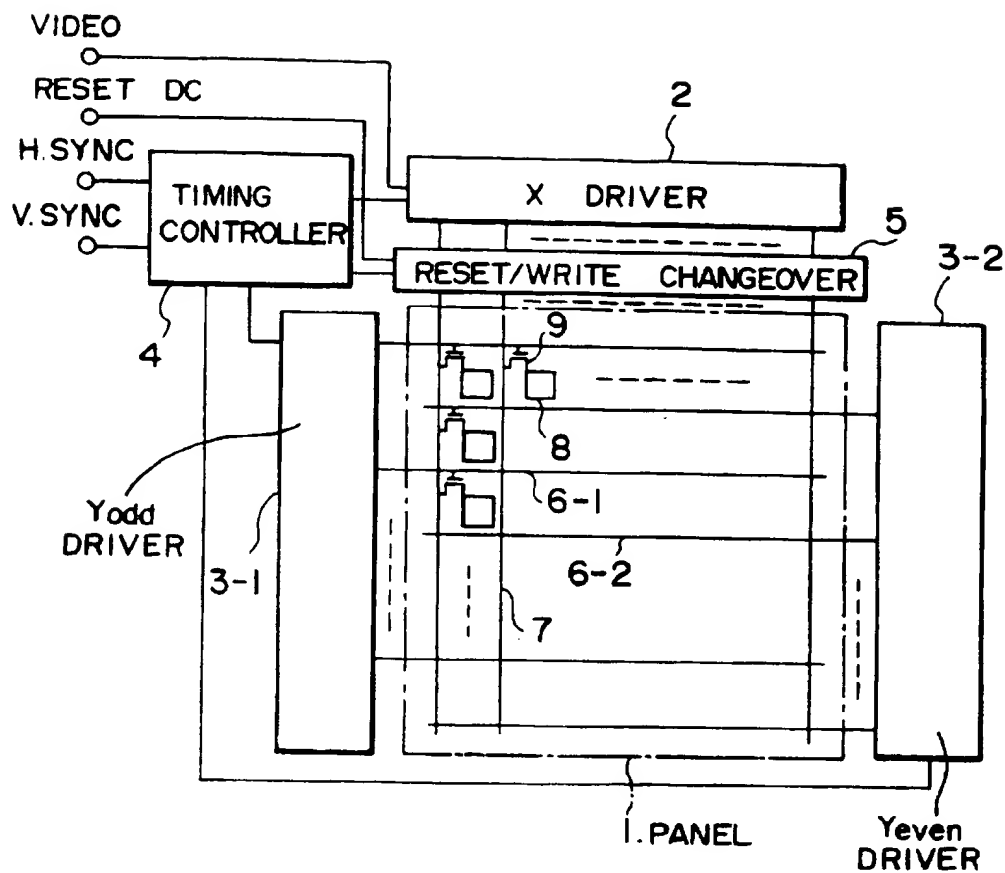 VIDEO
RESET DC
H.SYNC
V.SYNC
TIMING
CONTROLLER
4
2
X DRIVER
5
RESET/WRITE CHANGEOVER
3-2
9
8
6-1
6-2
7
Yodd
DRIVER
3-1
1. PANEL
Yeven
DRIVER